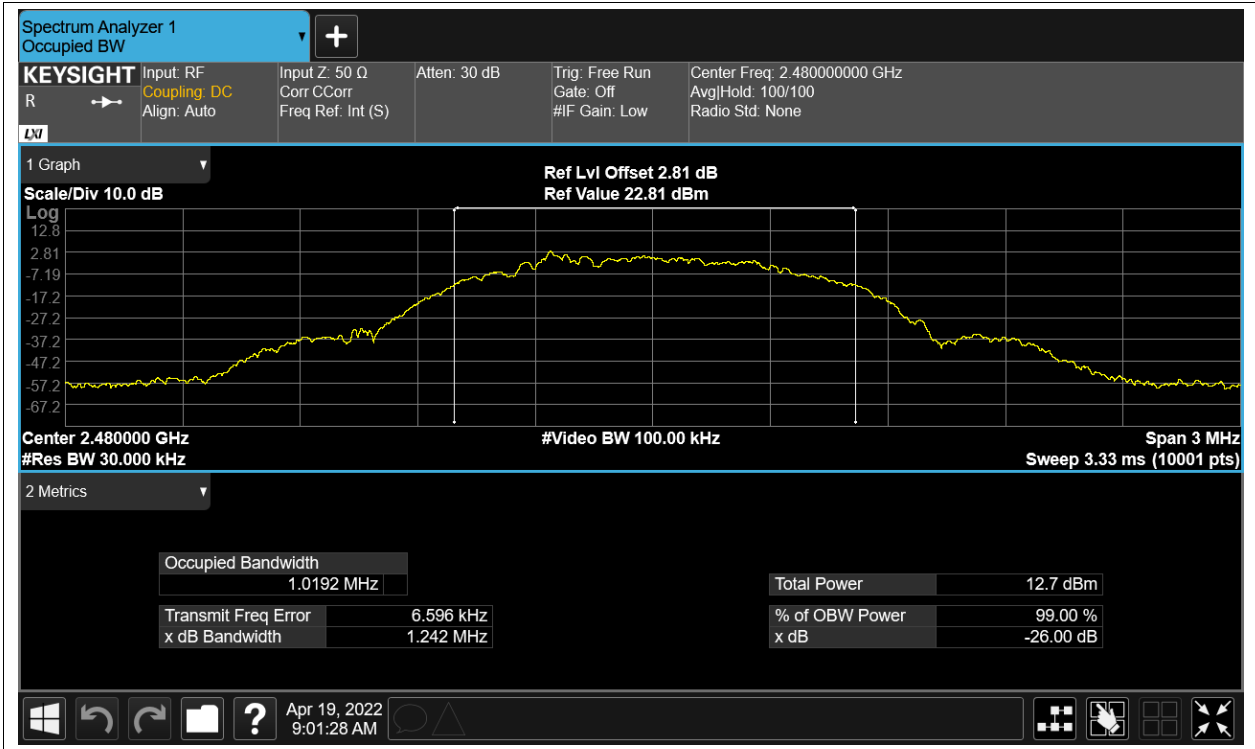 Spectrum Analyzer 1
Occupied BW
KEYSIGHT
R
LXI
Input: RF
Coupling: DC
Align: Auto
Input Z: 50 Ω
Corr CCorr
Freq Ref: Int (S)
Atten: 30 dB
Trig: Free Run
Gate: Off
#IF Gain: Low
Center Freq: 2.480000000 GHz
Avg|Hold: 100/100
Radio Std: None
1 Graph
Scale/Div 10.0 dB
Ref Lvl Offset 2.81 dB
Ref Value 22.81 dBm
Log
12.8
2.81
-7.19
-17.2
-27.2
-37.2
-47.2
-57.2
-67.2
Center 2.480000 GHz
#Video BW 100.00 kHz
Span 3 MHz
#Res BW 30.000 kHz
Sweep 3.33 ms (10001 pts)
2 Metrics
Occupied Bandwidth
1.0192 MHz
Transmit Freq Error 6.596 kHz
x dB Bandwidth 1.242 MHz
Total Power 12.7 dBm
% of OBW Power 99.00 %
x dB -26.00 dB
?
Apr 19, 2022
9:01:28 AM